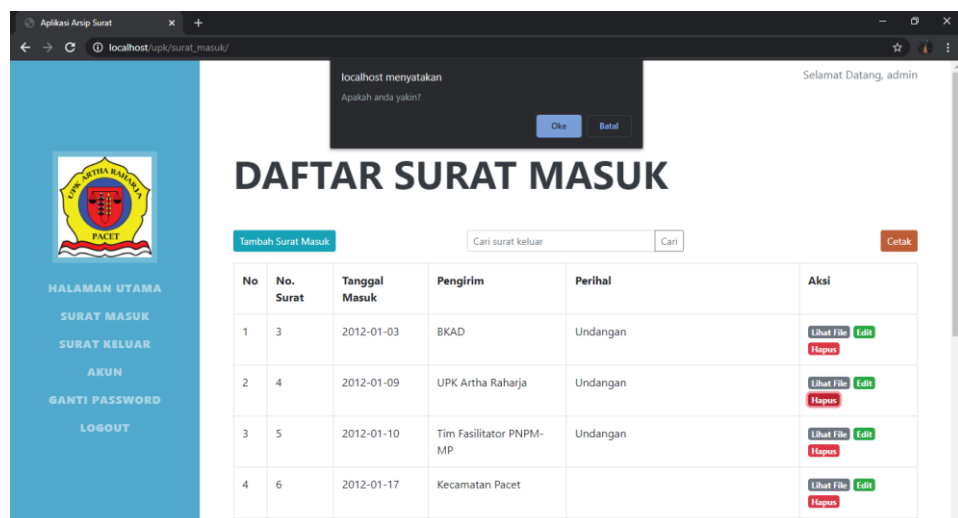 Aplikasi Arsip Surat
localhost/upk/surat_masuk/
localhost menyatakan
Apakah anda yakin?
Oke Batal
Selamat Datang, admin
UPK ARTHA RAHARJA
PACET
HALAMAN UTAMA
SURAT MASUK
SURAT KELUAR
AKUN
GANTI PASSWORD
LOGOUT
DAFTAR SURAT MASUK
Tambah Surat Masuk Cari surat keluar Cari Cetak
No No. Surat Tanggal Masuk Pengirim Perihal Aksi
1 3 2012-01-03 BKAD Undangan Lihat File Edit Hapus
2 4 2012-01-09 UPK Artha Raharja Undangan Lihat File Edit Hapus
3 5 2012-01-10 Tim Fasilitator PNPM-MP Undangan Lihat File Edit Hapus
4 6 2012-01-17 Kecamatan Pacet Lihat File Edit Hapus